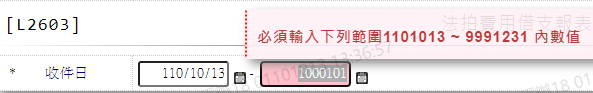 [L2603]
法拍費用借支報表
必須輸入下列範圍1101013 ~ 9991231 內數值
* 收件日 110/10/13 - 1000101